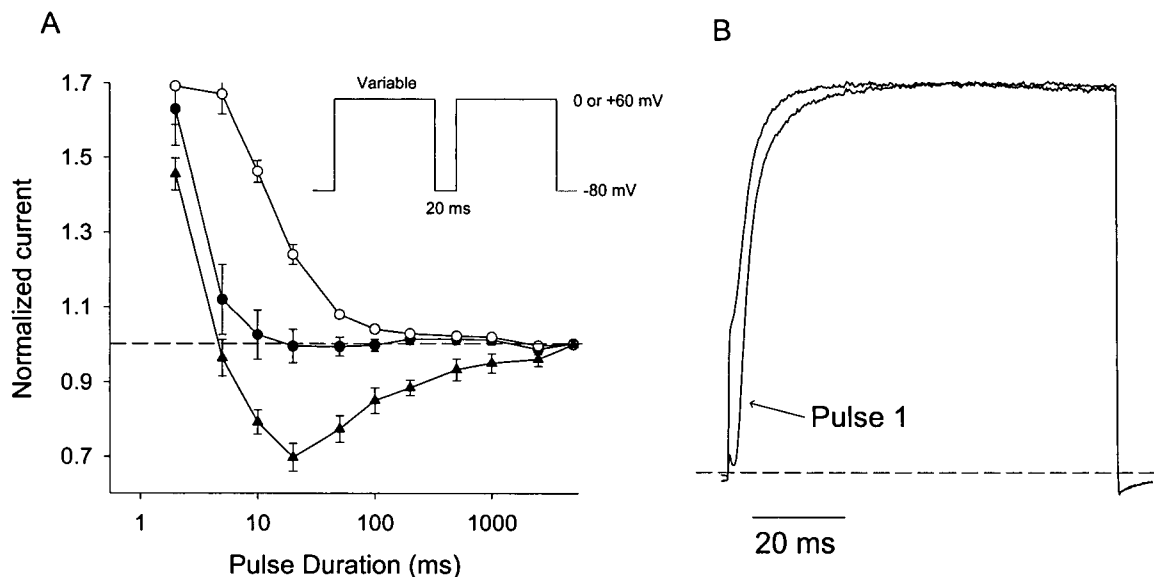 A
B
Normalized current
1.7
1.5
1.3
1.1
0.9
0.7
1
10
100
1000
Pulse Duration (ms)
Variable
0 or +60 mV
-80 mV
20 ms
Pulse 1
20 ms